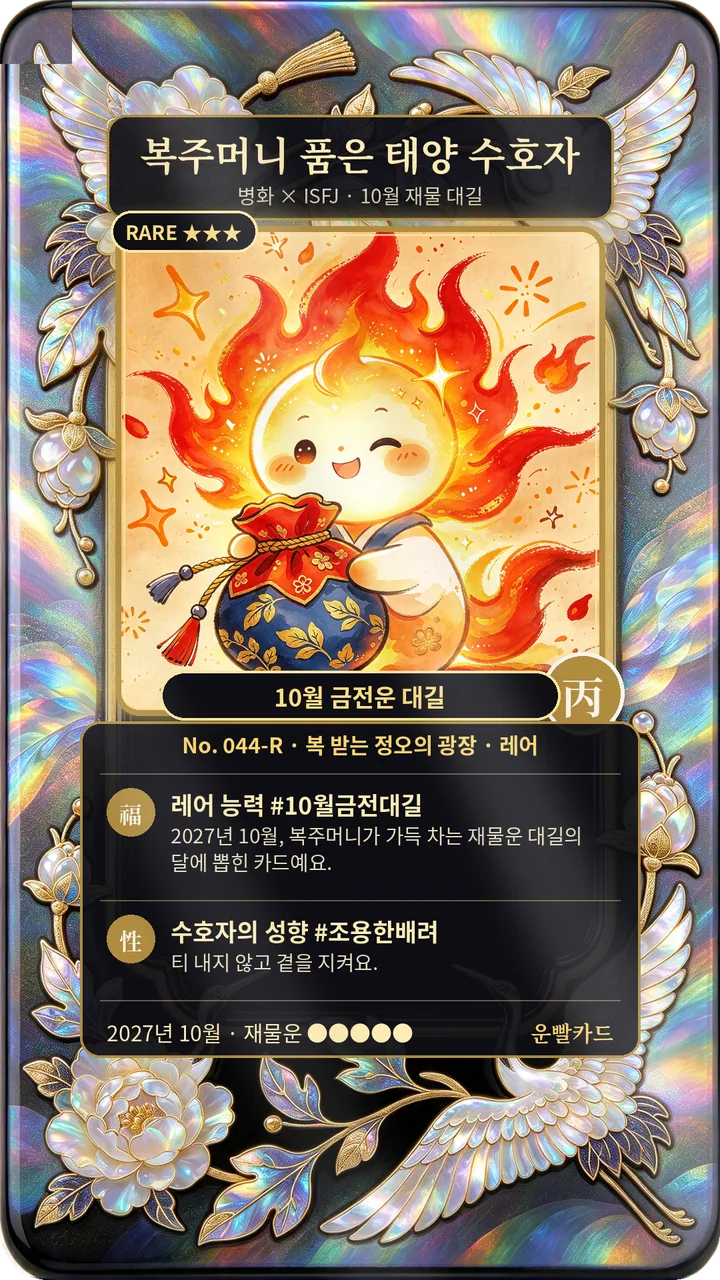 복주머니 품은 태양 수호자
병화 × ISFJ · 10월 재물 대길
RARE ★★★
10월 금전운 대길
丙
No. 044-R · 복 받는 정오의 광장 · 레어
福
레어 능력 #10월금전대길
2027년 10월, 복주머니가 가득 차는 재물운 대길의
달에 뽑힌 카드예요.
性
수호자의 성향 #조용한배려
티 내지 않고 곁을 지켜요.
2027년 10월 · 재물운 ●●●●●
운빨카드